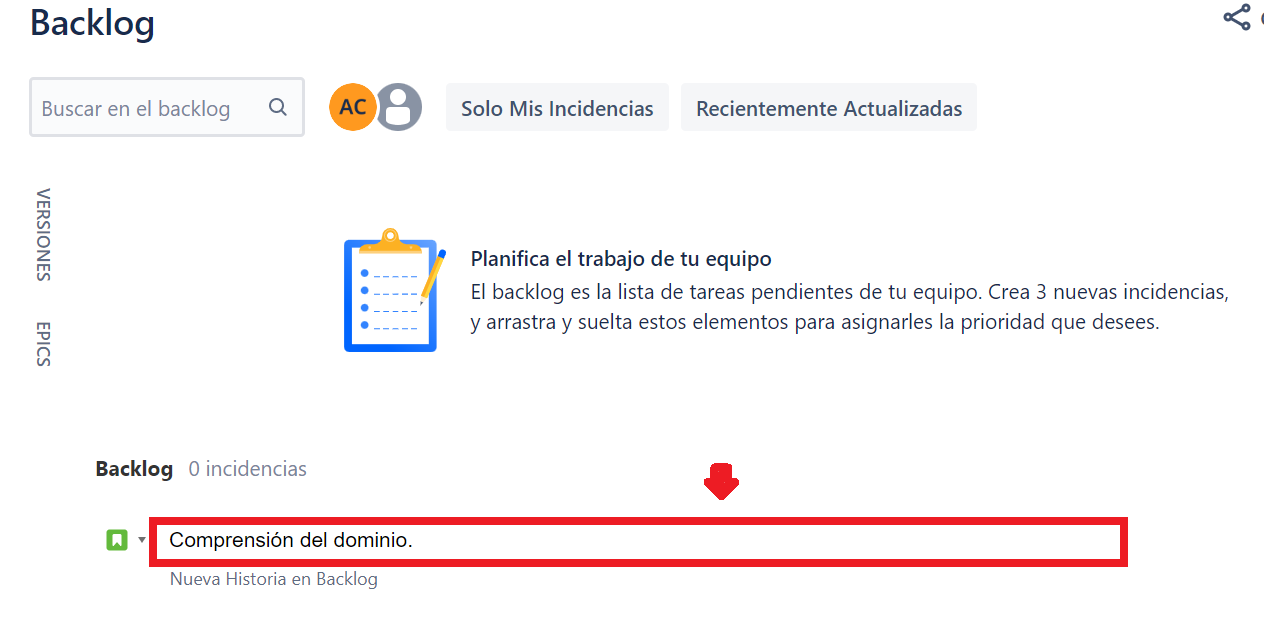 Backlog
Buscar en el backlog
AC
Solo Mis Incidencias
Recientemente Actualizadas
VERSIONES
EPICS
Planifica el trabajo de tu equipo
El backlog es la lista de tareas pendientes de tu equipo. Crea 3 nuevas incidencias,
y arrastra y suelta estos elementos para asignarles la prioridad que desees.
Backlog 0 incidencias
Comprensión del dominio.
Nueva Historia en Backlog